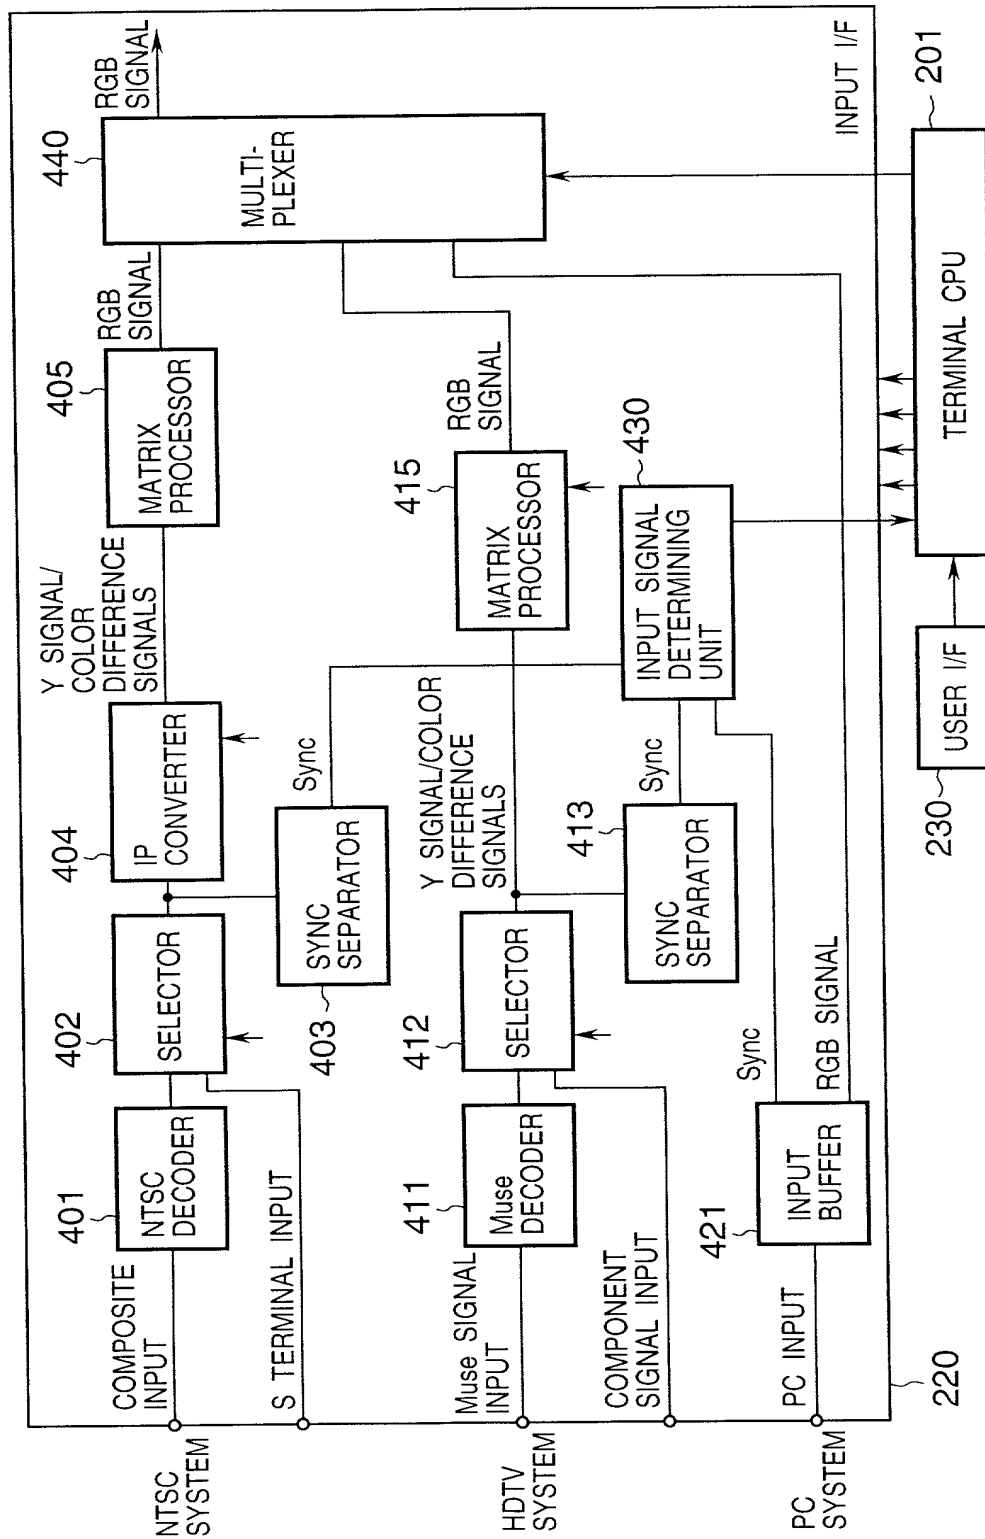 NTSC
SYSTEM
COMPOSITE
INPUT
401
NTSC
DECODER
402
SELECTOR
404
IP
CONVERTER
Y SIGNAL/
COLOR
DIFFERENCE
SIGNALS
405
MATRIX
PROCESSOR
RGB
SIGNAL
440
MULTI-
PLEXER
RGB
SIGNAL
S TERMINAL INPUT
403
SYNC
SEPARATOR
Sync
HDTV
SYSTEM
Muse SIGNAL
INPUT
411
Muse
DECODER
412
SELECTOR
Y SIGNAL/COLOR
DIFFERENCE
SIGNALS
415
MATRIX
PROCESSOR
RGB
SIGNAL
COMPONENT
SIGNAL INPUT
413
SYNC
SEPARATOR
Sync
430
INPUT SIGNAL
DETERMINING
UNIT
PC
SYSTEM
PC INPUT
421
INPUT
BUFFER
Sync
RGB SIGNAL
INPUT I/F
220
230
USER I/F
TERMINAL CPU
201